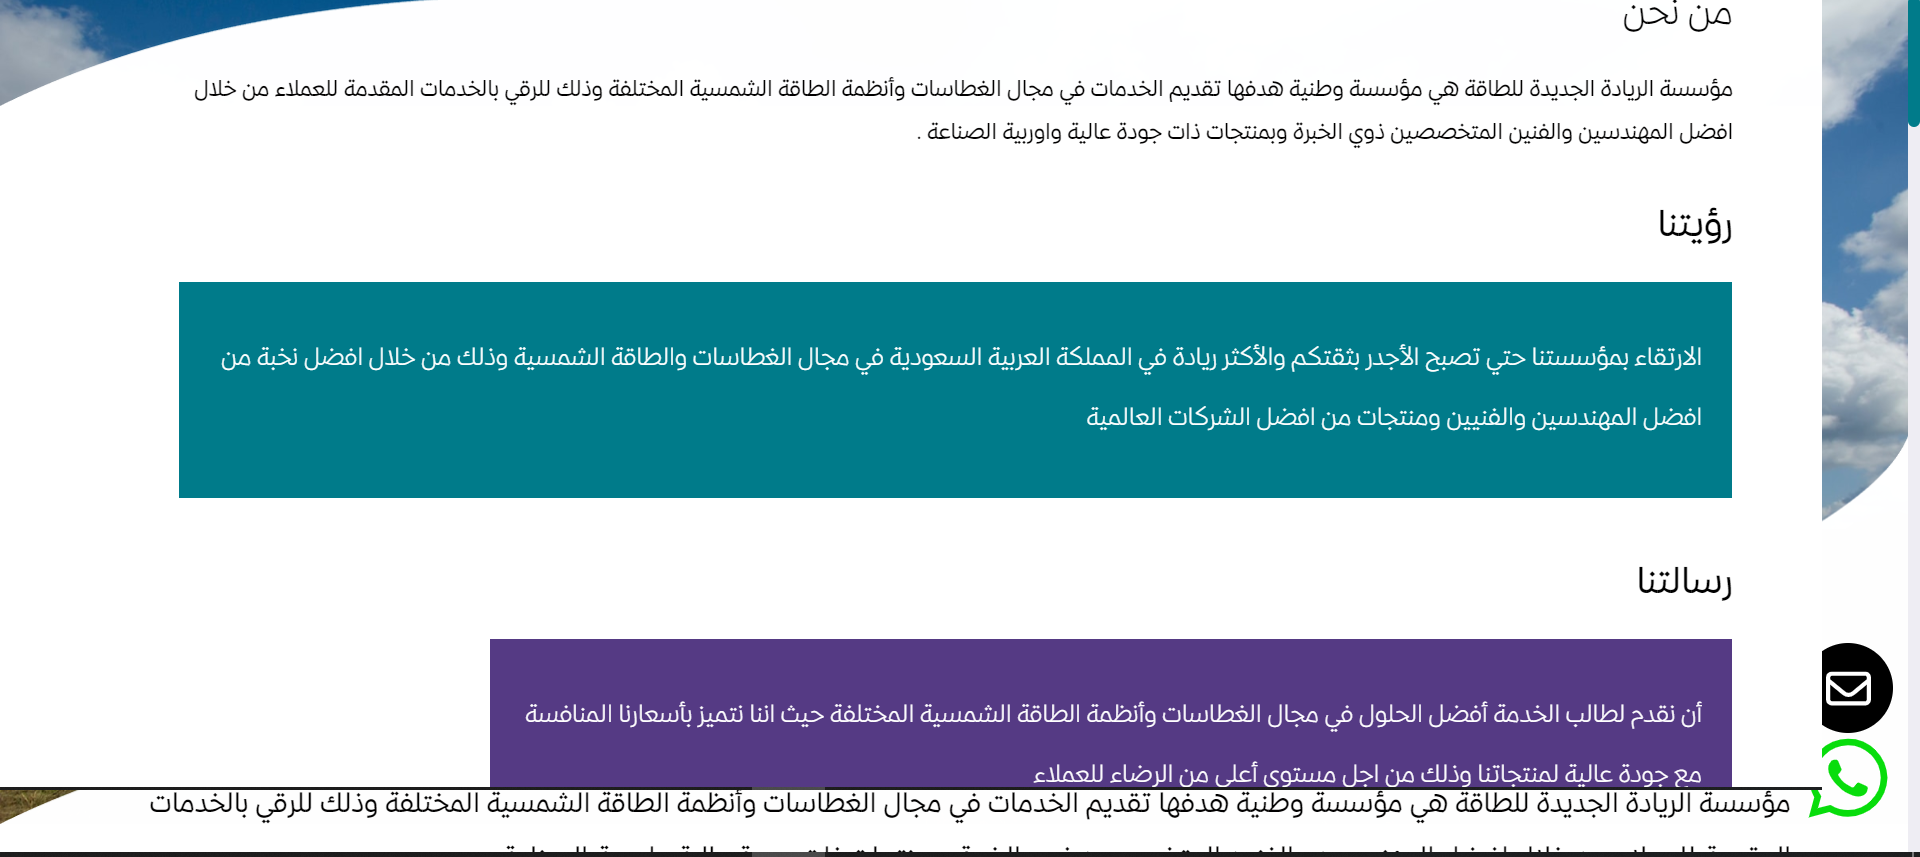 من نحن
مؤسسة الريادة الجديدة للطاقة هي مؤسسة وطنية هدفها تقديم الخدمات في مجال الغطاسات وأنظمة الطاقة الشمسية المختلفة وذلك للرقي بالخدمات المقدمة للعملاء من خلال
افضل المهندسين والفنين المتخصصين ذوي الخبرة وبمنتجات ذات جودة عالية واوربية الصناعة .
رؤيتنا
الارتقاء بمؤسستنا حتي تصبح الأجدر بثقتكم والأكثر ريادة في المملكة العربية السعودية في مجال الغطاسات والطاقة الشمسية وذلك من خلال افضل نخبة من
افضل المهندسين والفنيين ومنتجات من افضل الشركات العالمية
رسالتنا
أن نقدم لطالب الخدمة أفضل الحلول في مجال الغطاسات وأنظمة الطاقة الشمسية المختلفة حيث اننا نتميز بأسعارنا المنافسة
مع جودة عالية لمنتجاتنا وذلك من اجل مستوى أعلى من الرضاء للعملاء
مؤسسة الريادة الجديدة للطاقة هي مؤسسة وطنية هدفها تقديم الخدمات في مجال الغطاسات وأنظمة الطاقة الشمسية المختلفة وذلك للرقي بالخدمات